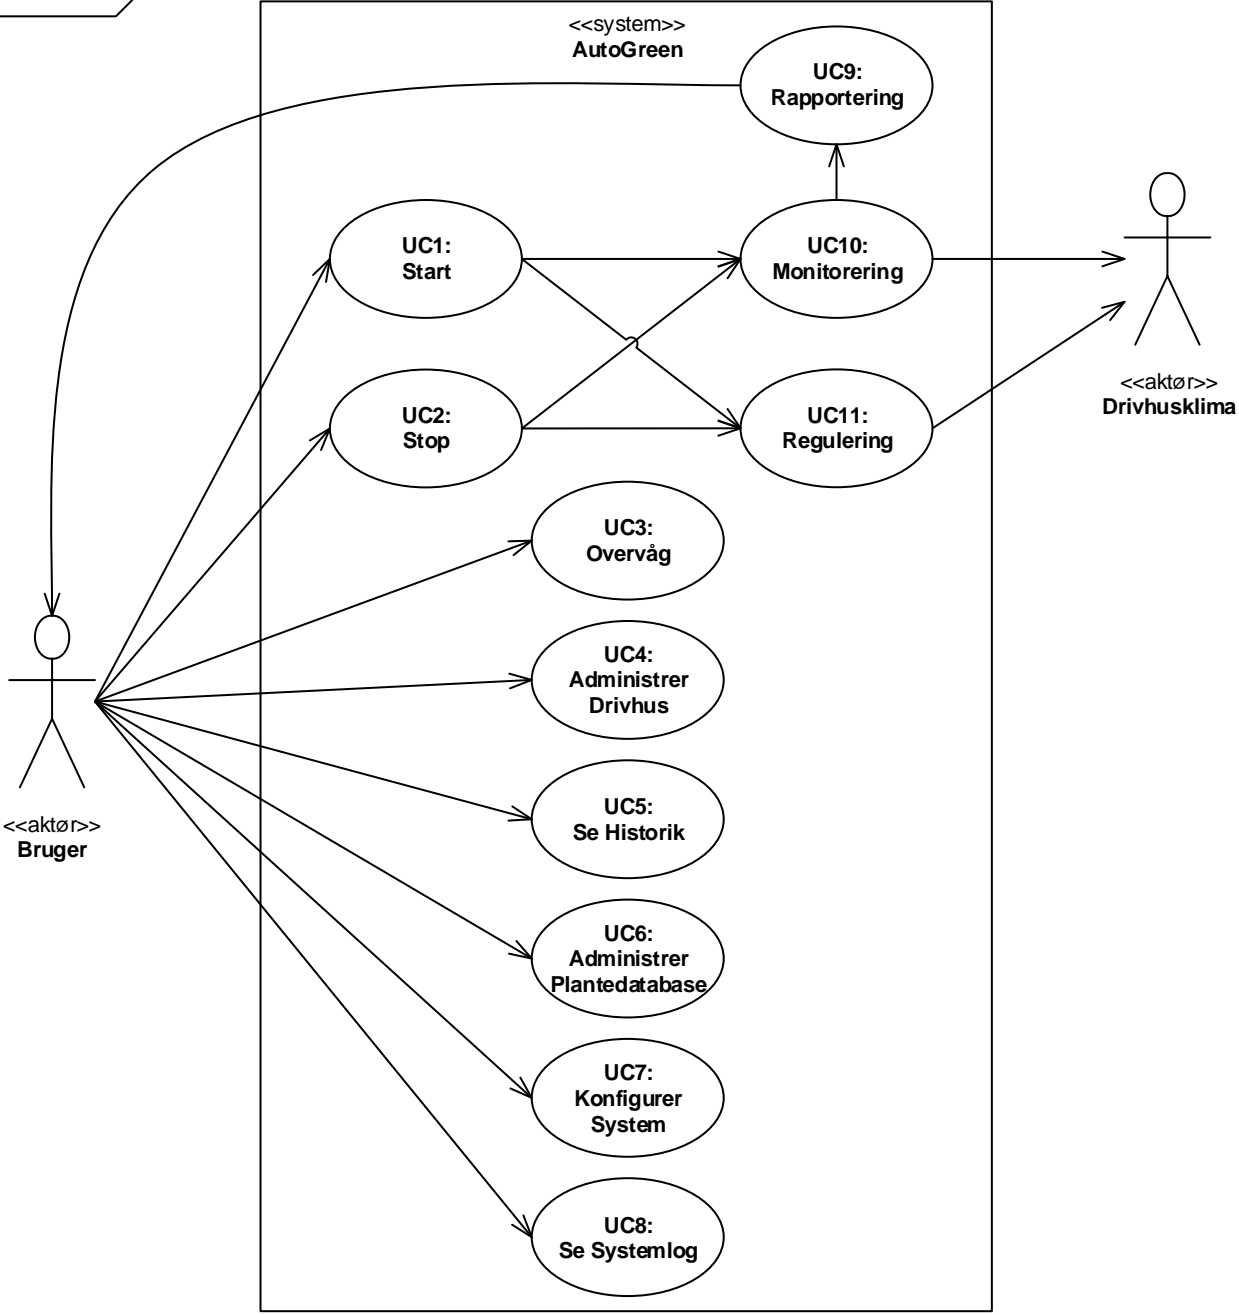 <<system>>
AutoGreen
UC9:
Rapportering
UC1:
Start
UC10:
Monitorering
<<aktør>>
Drivhusklima
UC2:
Stop
UC11:
Regulering
UC3:
Overvåg
UC4:
Administrer
Drivhus
<<aktør>>
Bruger
UC5:
Se Historik
UC6:
Administrer
Plantedatabase
UC7:
Konfigurer
System
UC8:
Se Systemlog